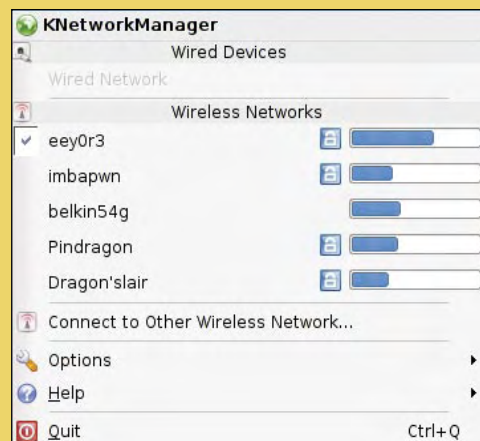 KNetworkManager
Wired Devices
Wired Network
Wireless Networks
eey0r3
imbapwn
belkin54g
Pindragon
Dragon'slair
Connect to Other Wireless Network...
Options
Help
Quit Ctrl+Q